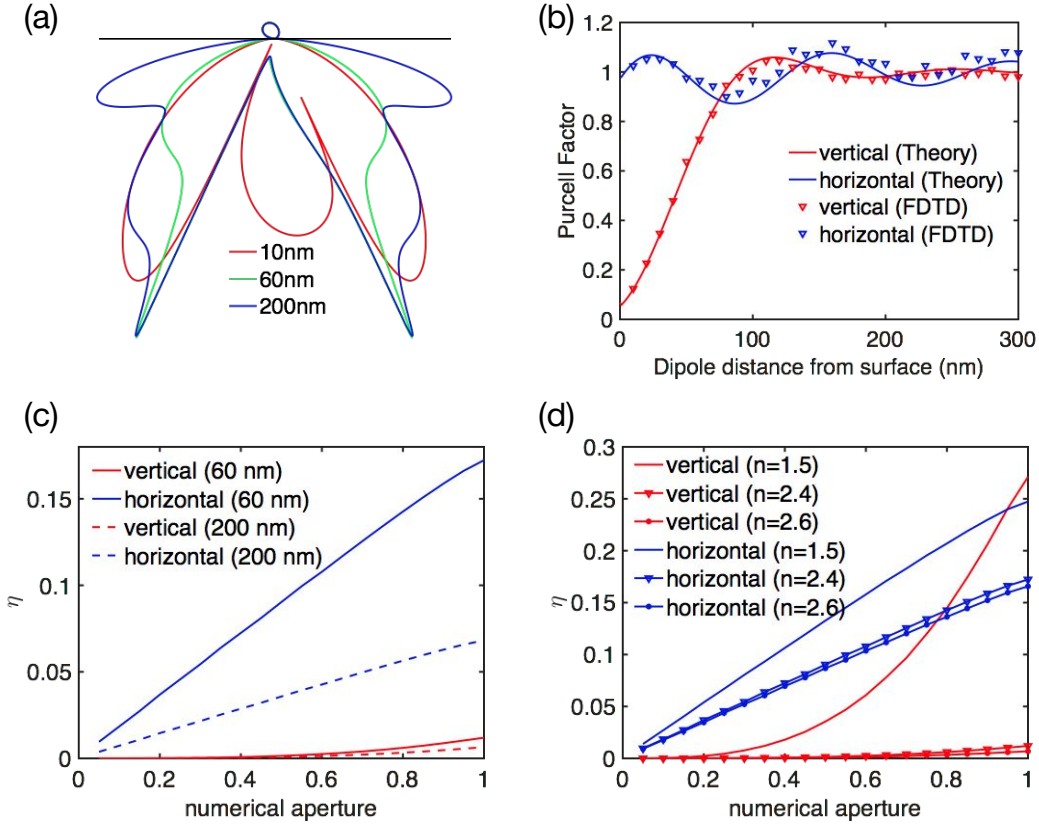 (a)
10nm
60nm
200nm
(b)
1.2
1
0.8
0.6
0.4
0.2
0
Purcell Factor
vertical (Theory)
horizontal (Theory)
vertical (FDTD)
horizontal (FDTD)
0 100 200 300
Dipole distance from surface (nm)
(c)
0.15
0.1
0.05
0
η
vertical (60 nm)
horizontal (60 nm)
vertical (200 nm)
horizontal (200 nm)
0 0.2 0.4 0.6 0.8 1
numerical aperture
(d)
0.3
0.25
0.2
0.15
0.1
0.05
0
η
vertical (n=1.5)
vertical (n=2.4)
vertical (n=2.6)
horizontal (n=1.5)
horizontal (n=2.4)
horizontal (n=2.6)
0 0.2 0.4 0.6 0.8 1
numerical aperture